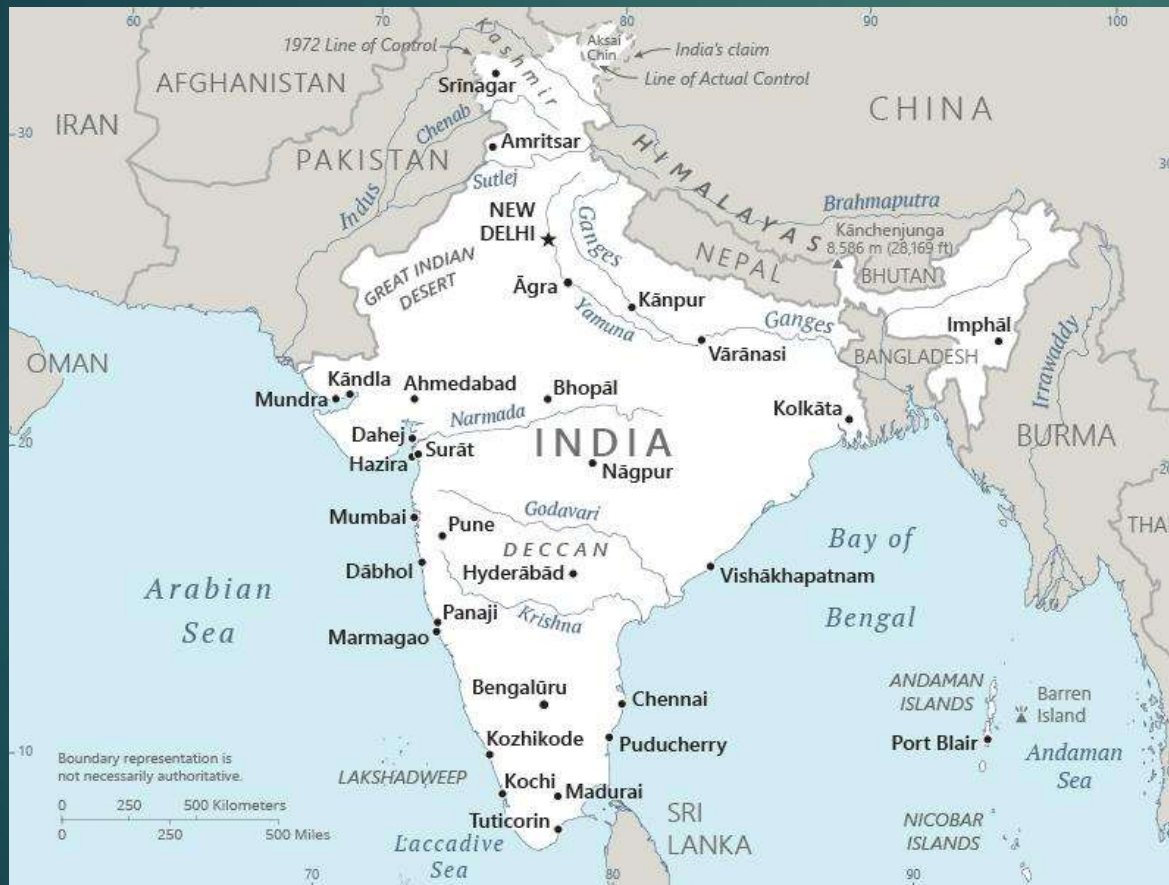 60
70
80
90
100
1972 Line of Control
Kashmir
Aksai
Chin
India's claim
Line of Actual Control
AFGHANISTAN
Srīnagar
CHINA
IRAN
30
Chenab
Amritsar
30
PAKISTAN
HIMALAYAS
Indus
Sutlej
NEW
DELHI
Ganges
Brahmaputra
Kānchenjunga
8,586 m (28,169 ft)
NEPAL
BHUTAN
GREAT INDIAN
DESERT
Āgra
Kānpur
Yamuna
Ganges
Imphāl
Vārānasi
BANGLADESH
Irrawaddy
OMAN
Kāndla
Mundra
Ahmedabad
Bhopāl
Kolkāta
Narmada
BURMA
Dahej
20
Surāt
INDIA
Hazira
Nāgpur
20
Mumbai
Pune
Godavari
THA
DECCAN
Bay of
Bengal
Dābhol
Hyderābād
Vishākhapatnam
Arabian
Sea
Krishna
Panaji
Marmagao
Bengalūru
Chennai
ANDAMAN
ISLANDS
Barren
Island
Kozhikode
Puducherry
Port Blair
10
Andaman
Sea
Boundary representation is
not necessarily authoritative.
LAKSHADWEEP
Kochi
Madurai
0 250 500 Kilometers
0 250 500 Miles
Tuticorin
SRI
LANKA
NICOBAR
ISLANDS
Laccadive
Sea
70
80
90